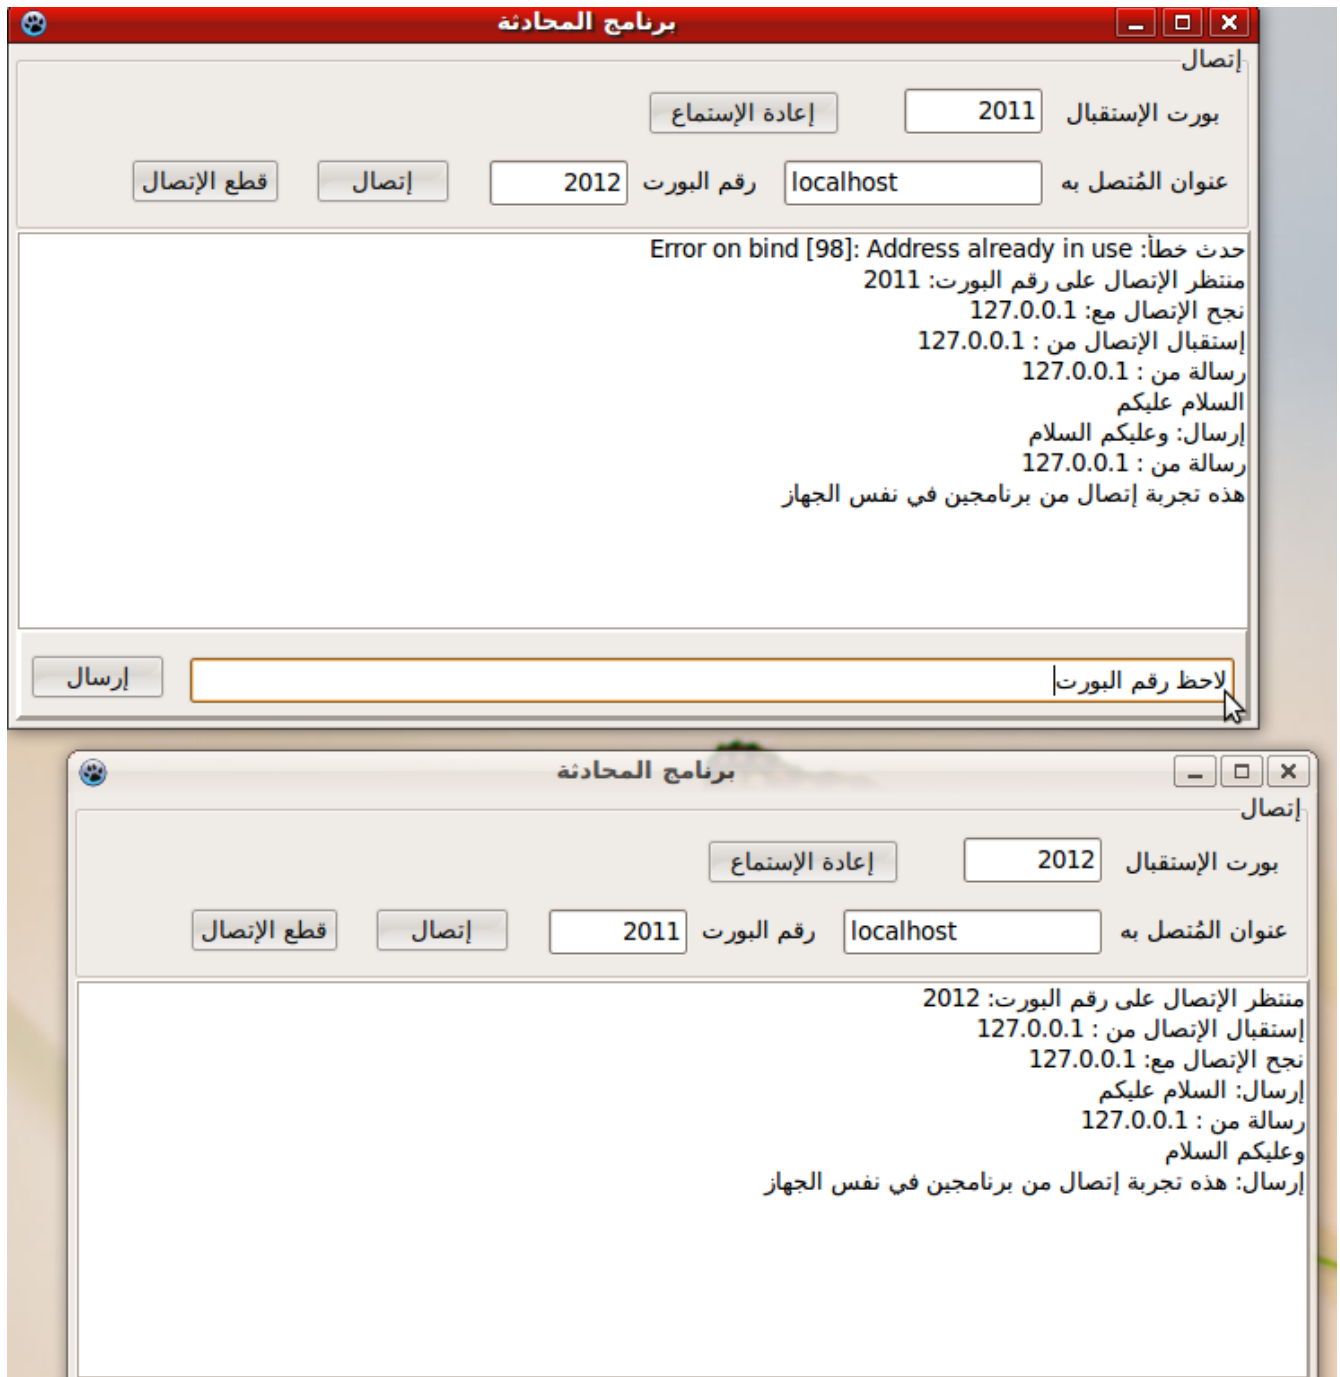 برنامج المحادثة
إتصال
بورت الإستقبال 2011 إعادة الإستماع
عنوان المُتصل به localhost رقم البورت 2012 إتصال قطع الإتصال
حدث خطأ: Error on bind [98]: Address already in use
منتظر الإتصال على رقم البورت: 2011
نجح الإتصال مع: 127.0.0.1
إستقبال الإتصال من : 127.0.0.1
رسالة من : 127.0.0.1
السلام عليكم
إرسال: وعليكم السلام
رسالة من : 127.0.0.1
هذه تجربة إتصال من برنامجين في نفس الجهاز
لاحظ رقم البورت إرسال
برنامج المحادثة
إتصال
بورت الإستقبال 2012 إعادة الإستماع
عنوان المُتصل به localhost رقم البورت 2011 إتصال قطع الإتصال
منتظر الإتصال على رقم البورت: 2012
إستقبال الإتصال من : 127.0.0.1
نجح الإتصال مع: 127.0.0.1
إرسال: السلام عليكم
رسالة من : 127.0.0.1
وعليكم السلام
إرسال: هذه تجربة إتصال من برنامجين في نفس الجهاز